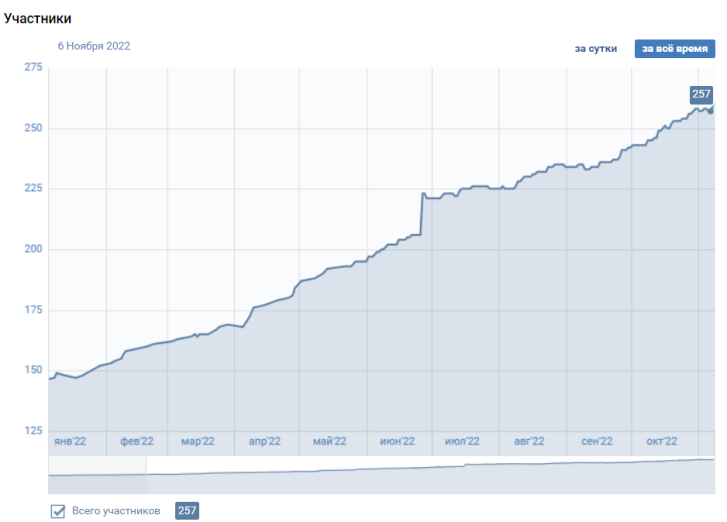 Участники
6 Ноября 2022
за сутки за всё время
275
257
250
225
200
175
150
125
янв'22 фев'22 мар'22 апр'22 май'22 июн'22 июл'22 авг'22 сен'22 окт'22
Всего участников 257